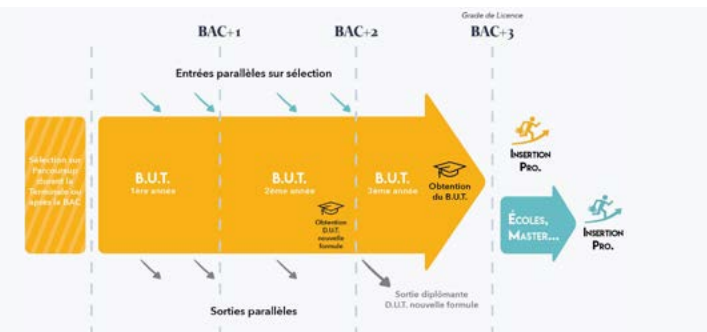 Grade de Licence
BAC+1
BAC+2
BAC+3
Entrées parallèles sur sélection
Sélection sur
Parcoursup
durant la
Terminale ou
après le BAC
B.U.T.
1ère année
B.U.T.
2ème année
B.U.T.
3ème année
Obtention
D.U.T.
nouvelle
formule
Obtention
du B.U.T.
INSERTION
PRO.
ÉCOLES,
MASTER...
INSERTION
PRO.
Sorties parallèles
Sortie diplômante
D.U.T. nouvelle formule